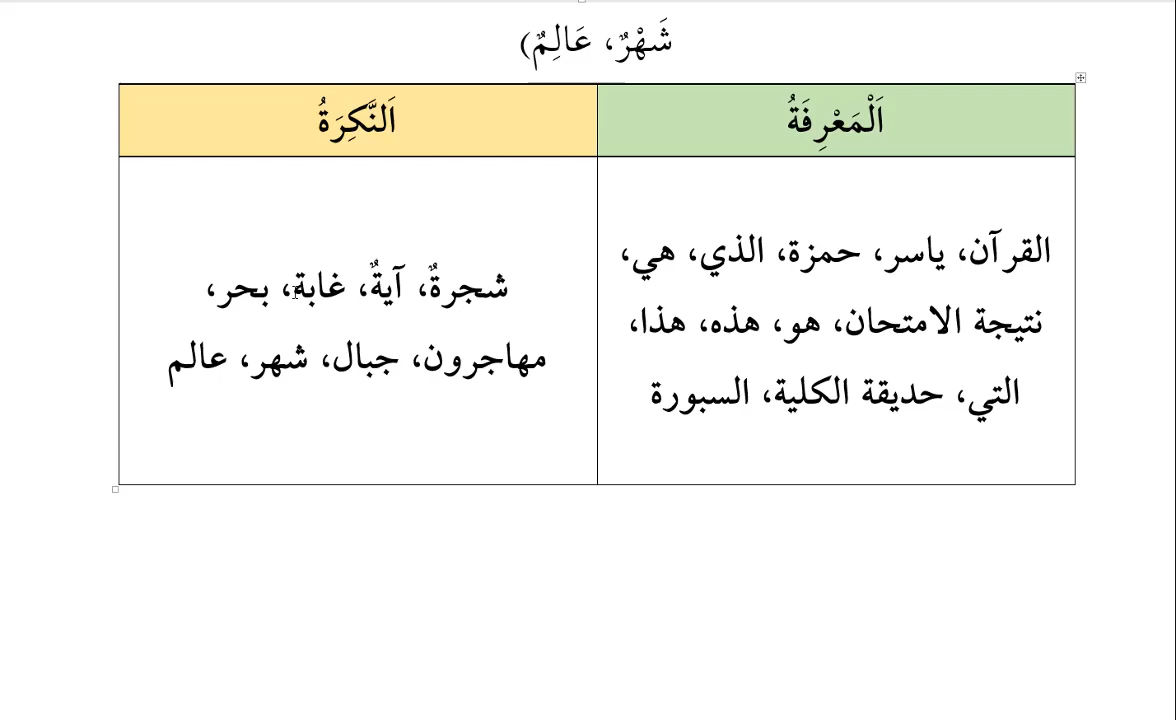 شَهْرٌ، عَالِمٌ)
اَلْمَعْرِفَةُ
اَلنَّكِرَةُ
القرآن، ياسر، حمزة، الذي، هي،
نتيجة الامتحان، هو، هذه، هذا،
التي، حديقة الكلية، السبورة
شجرةٌ، آيةٌ، غابة، بحر،
مهاجرون، جبال، شهر، عالم